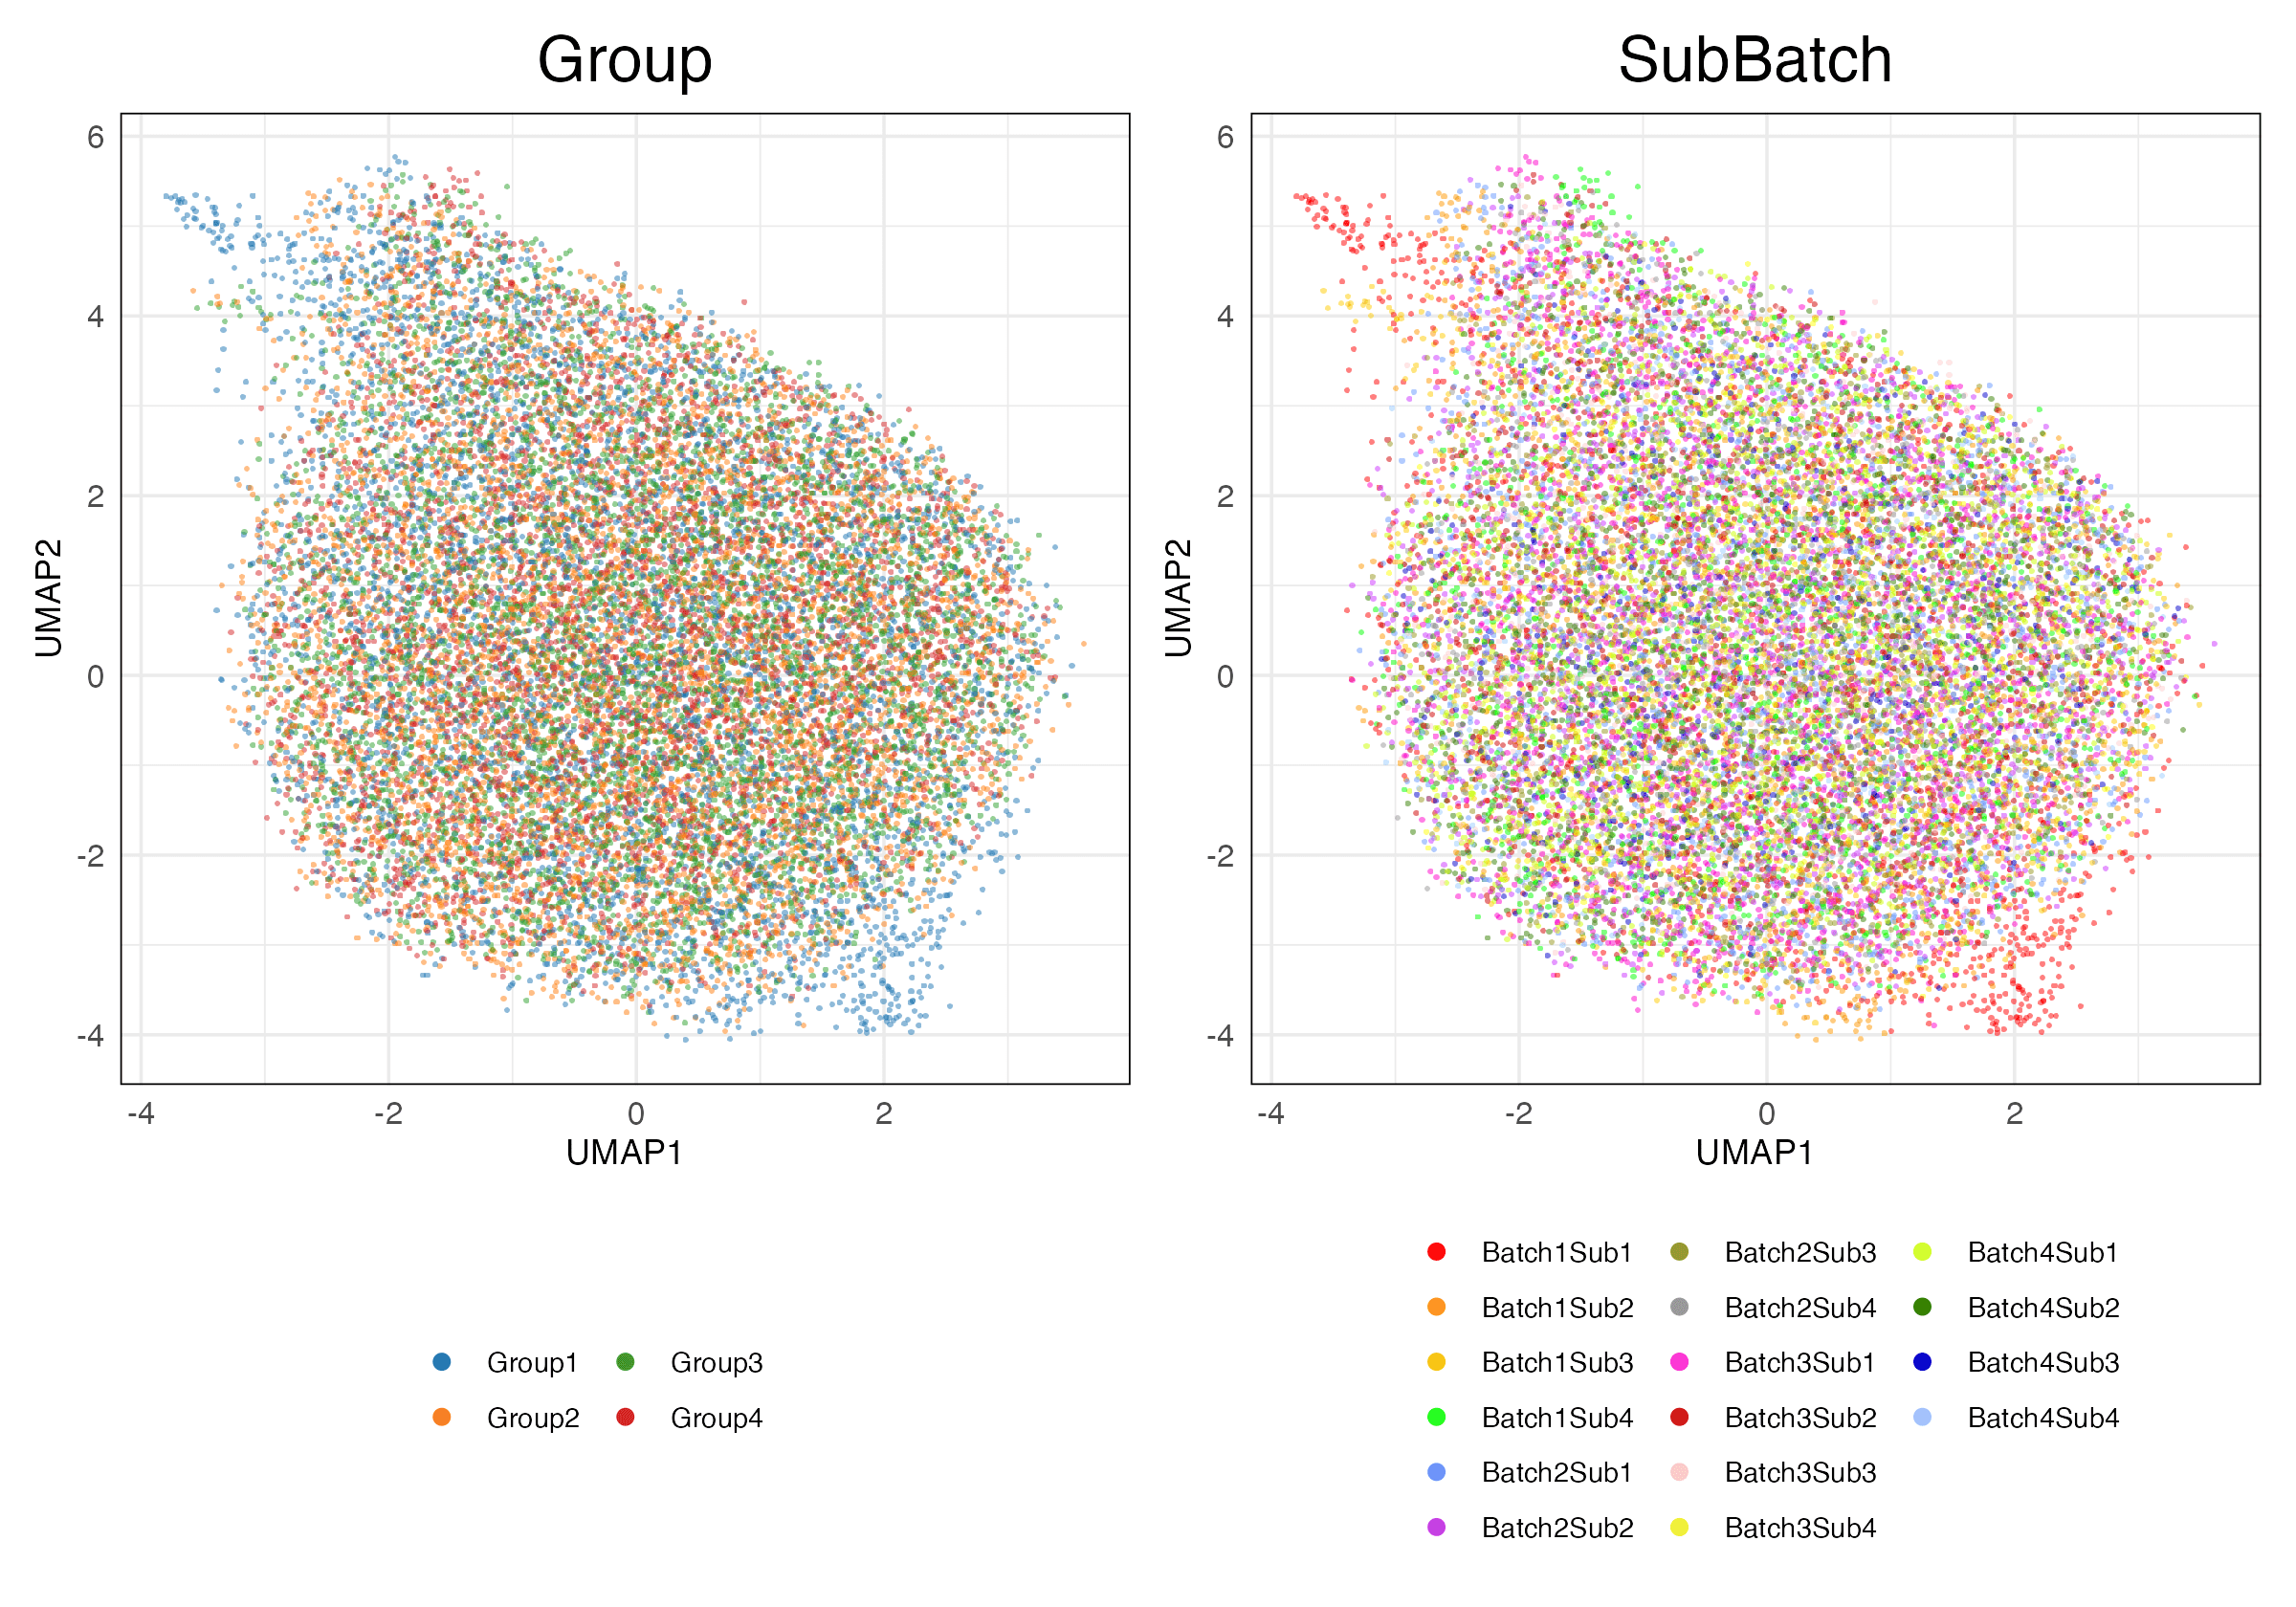 Group
SubBatch
6
4
2
0
-2
-4
UMAP2
-4
-2
0
2
UMAP1
6
4
2
0
-2
-4
UMAP2
-4
-2
0
2
UMAP1
Group1
Group3
Group2
Group4
Batch1Sub1
Batch2Sub3
Batch4Sub1
Batch1Sub2
Batch2Sub4
Batch4Sub2
Batch1Sub3
Batch3Sub1
Batch4Sub3
Batch1Sub4
Batch3Sub2
Batch4Sub4
Batch2Sub1
Batch3Sub3
Batch2Sub2
Batch3Sub4